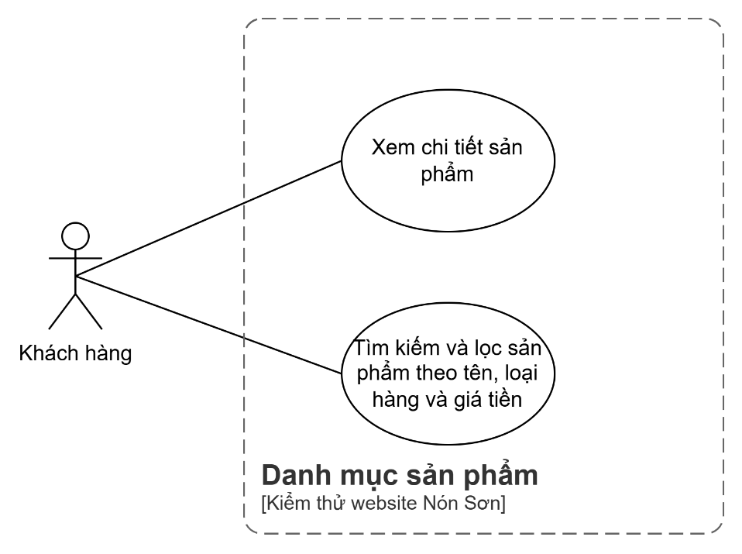 Xem chi tiết sản
phẩm
Khách hàng
Tìm kiếm và lọc sản
phẩm theo tên, loại
hàng và giá tiền
Danh mục sản phẩm
[Kiểm thử website Nón Sơn]